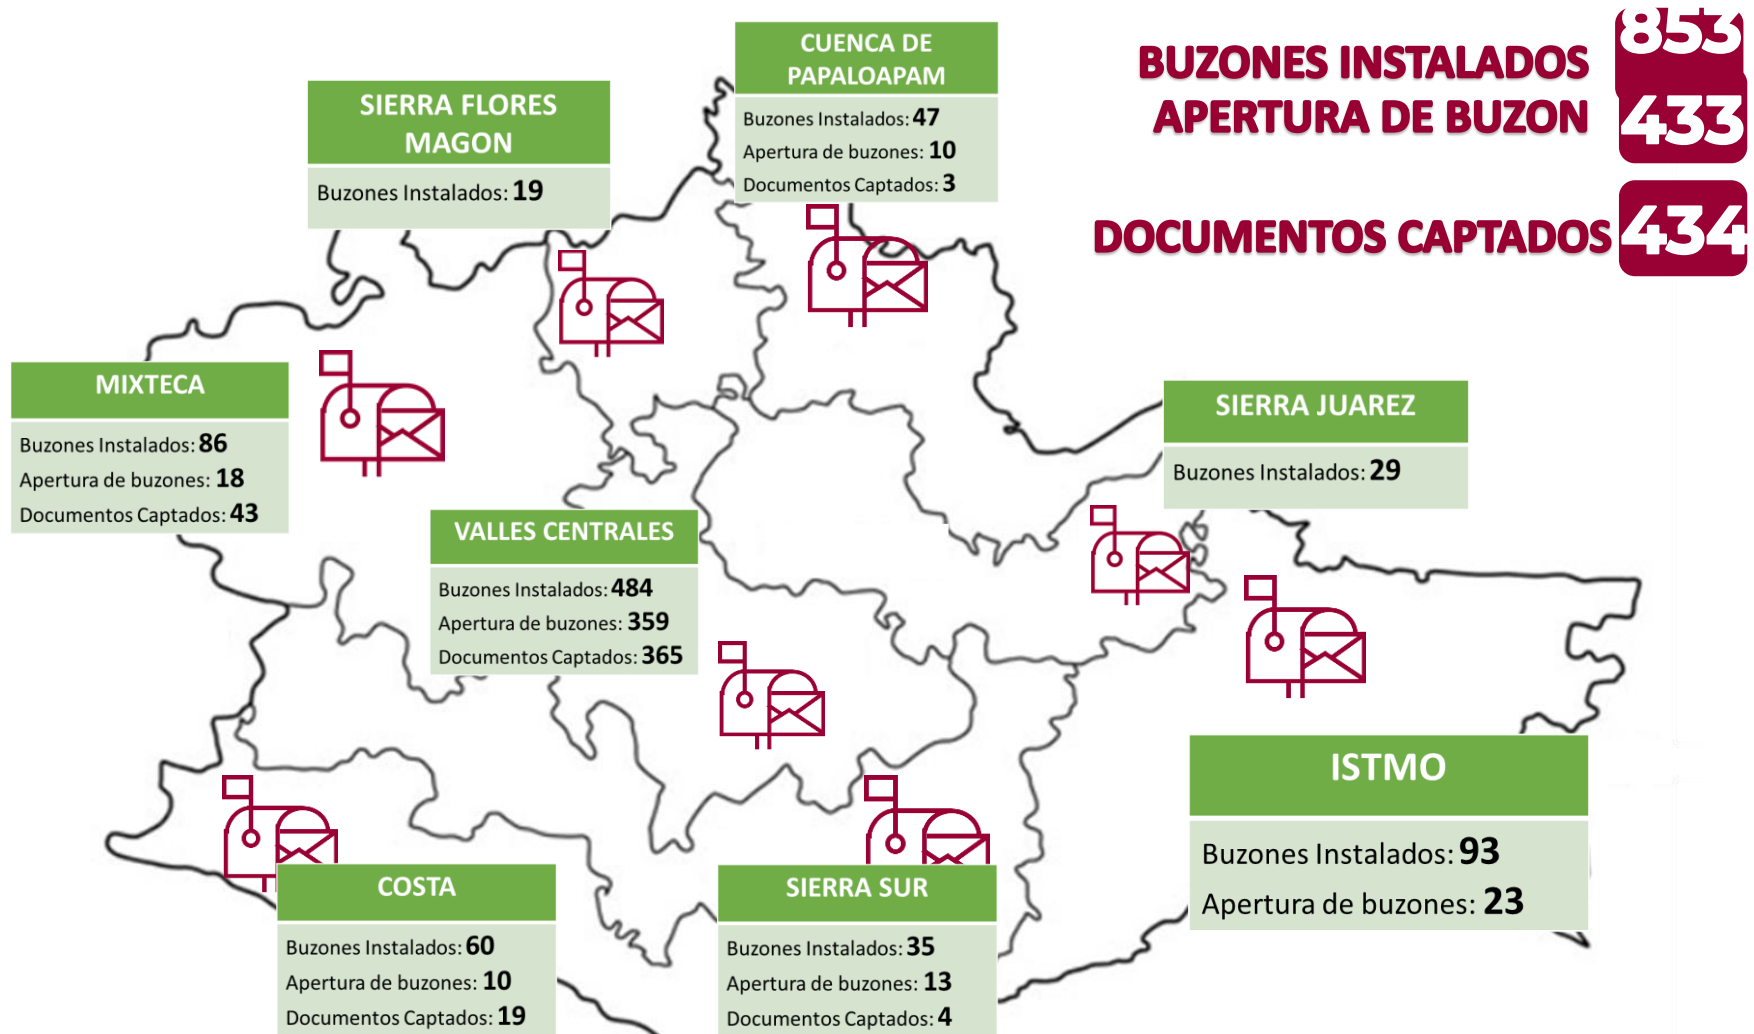 CUENCA DE
PAPALOAPAM
Buzones Instalados: 47
Apertura de buzones: 10
Documentos Captados: 3
BUZONES INSTALADOS 853
APERTURA DE BUZON 433
DOCUMENTOS CAPTADOS 434
SIERRA FLORES
MAGON
Buzones Instalados: 19
MIXTECA
Buzones Instalados: 86
Apertura de buzones: 18
Documentos Captados: 43
SIERRA JUAREZ
Buzones Instalados: 29
VALLES CENTRALES
Buzones Instalados: 484
Apertura de buzones: 359
Documentos Captados: 365
ISTMO
Buzones Instalados: 93
Apertura de buzones: 23
COSTA
Buzones Instalados: 60
Apertura de buzones: 10
Documentos Captados: 19
SIERRA SUR
Buzones Instalados: 35
Apertura de buzones: 13
Documentos Captados: 4